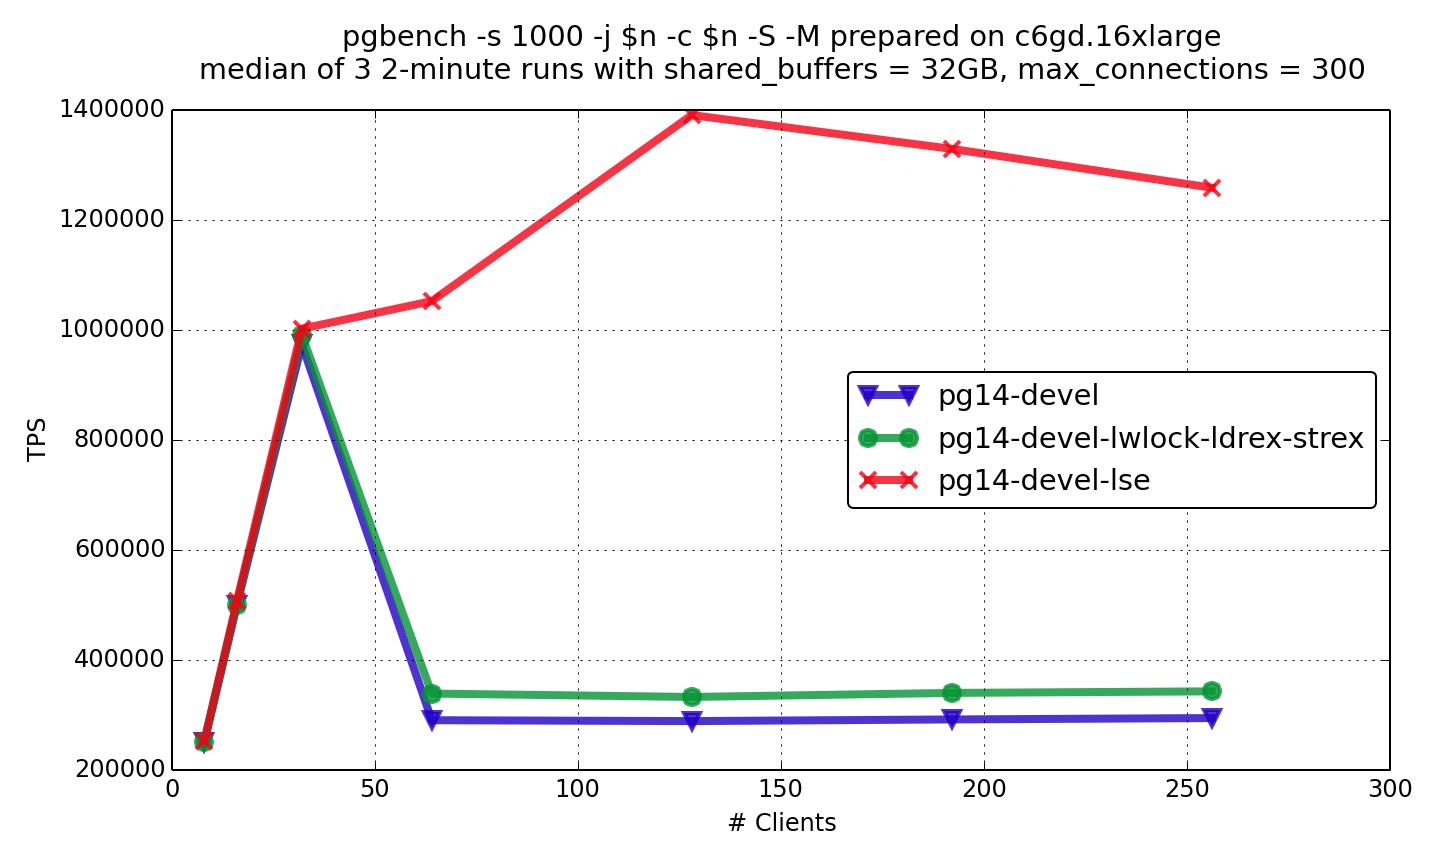 pgbench -s 1000 -j $n -c $n -S -M prepared on c6gd.16xlarge
median of 3 2-minute runs with shared_buffers = 32GB, max_connections = 300
1400000
1200000
1000000
800000
600000
400000
200000
TPS
pg14-devel
pg14-devel-lwlock-ldrex-strex
pg14-devel-lse
0 50 100 150 200 250 300
# Clients